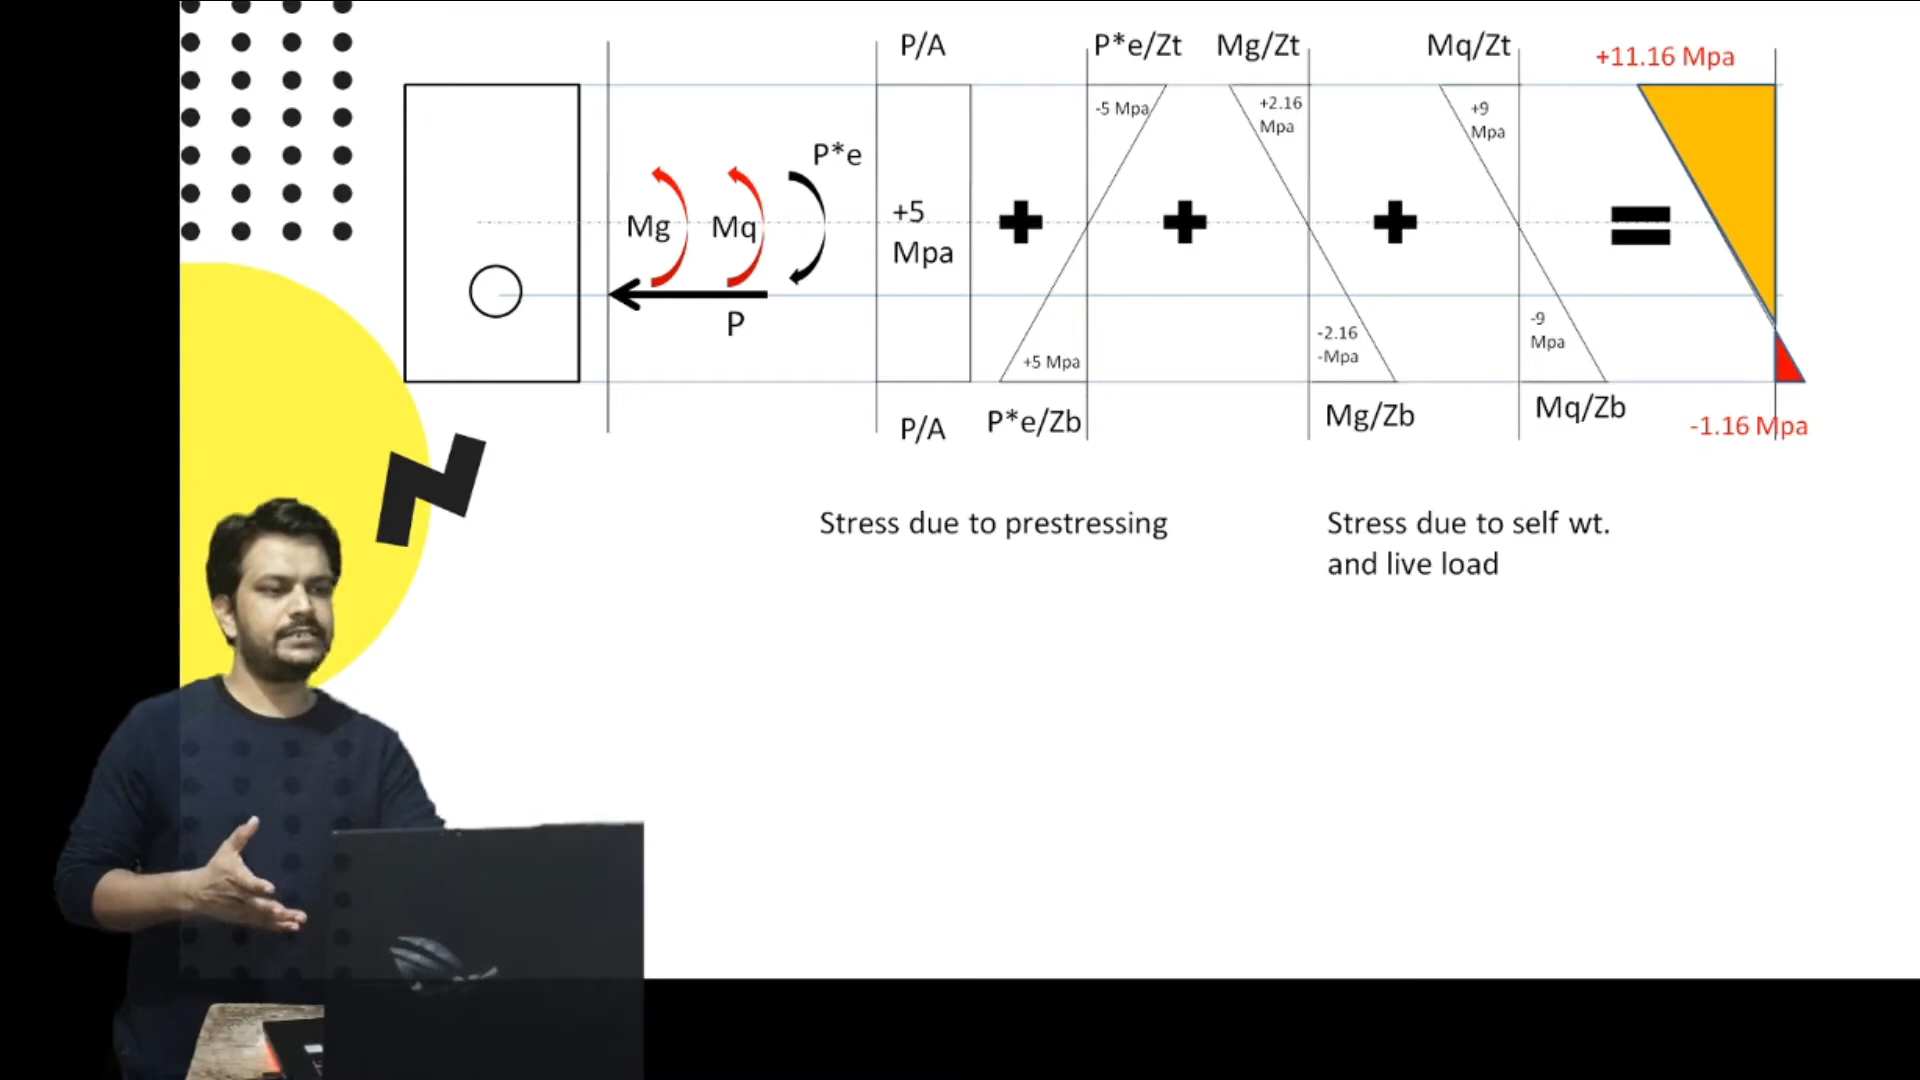 P/A
P*e/Zt
Mg/Zt
Mq/Zt
+11.16 Mpa
-5 Mpa
+2.16
Mpa
+9
Mpa
P*e
Mg
Mq
+5
Mpa
P
-2.16
-Mpa
-9
Mpa
+5 Mpa
P/A
P*e/Zb
Mg/Zb
Mq/Zb
-1.16 Mpa
Stress due to prestressing
Stress due to self wt.
and live load